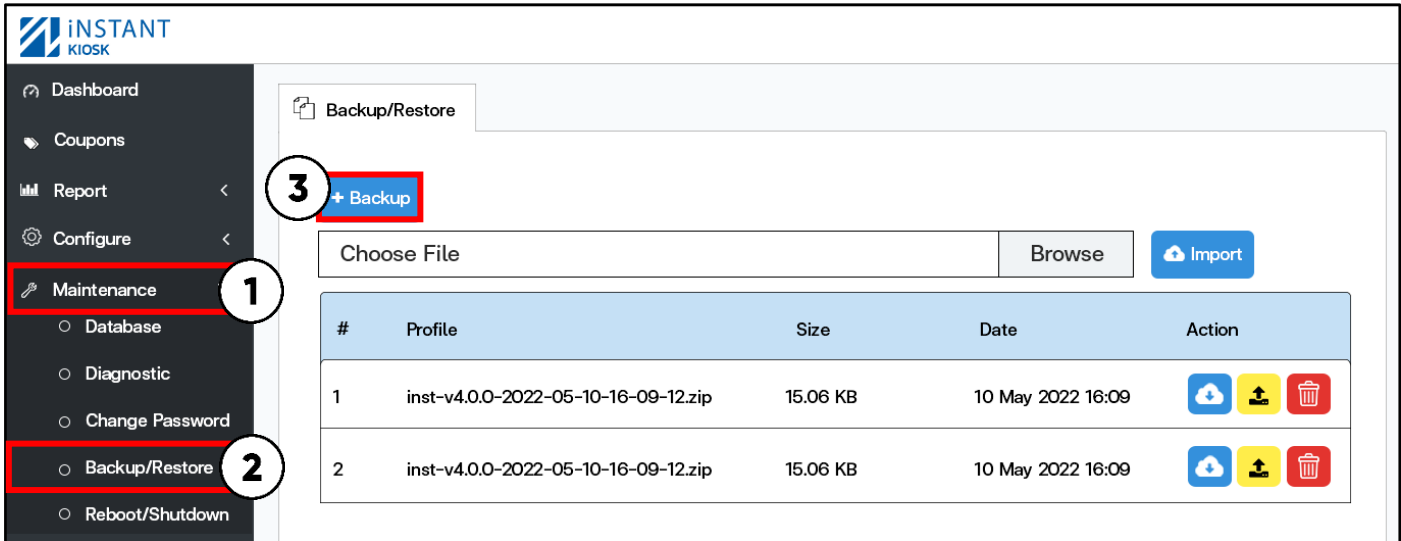 iNSTANT
KIOSK
Dashboard
Coupons
Report
Configure
Maintenance
1
Database
Diagnostic
Change Password
Backup/Restore
2
Reboot/Shutdown
Backup/Restore
3
+ Backup
Choose File Browse Import
# Profile Size Date Action
1 inst-v4.0.0-2022-05-10-16-09-12.zip 15.06 KB 10 May 2022 16:09
2 inst-v4.0.0-2022-05-10-16-09-12.zip 15.06 KB 10 May 2022 16:09